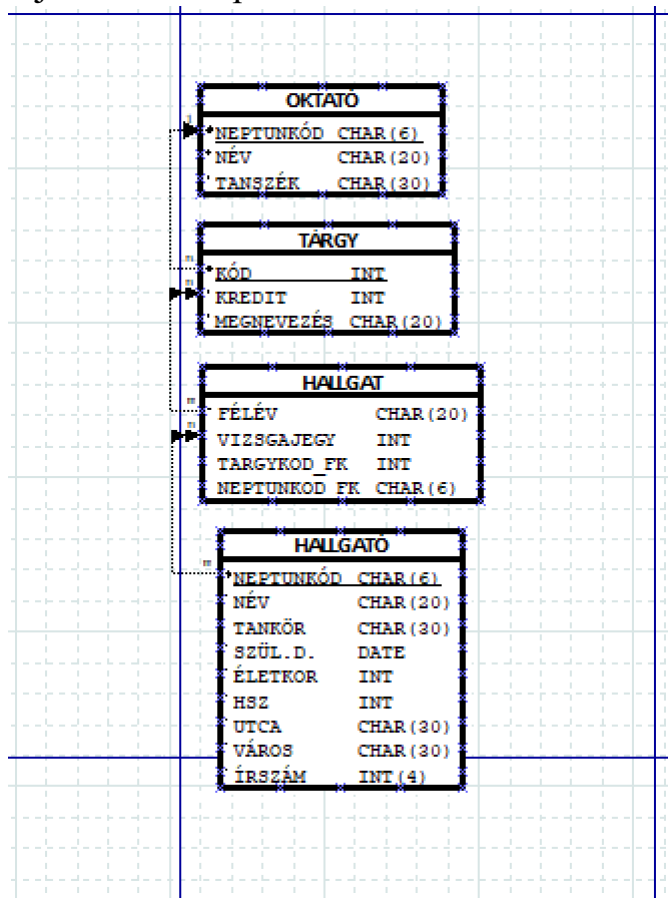 OKTATÓ
1
NEPTUNKÓD CHAR(6)
NÉV CHAR(20)
TANSZÉK CHAR(30)
TÁRGY
n
KÓD INT
n
KREDIT INT
MEGNEVEZÉS CHAR(20)
HALLGAT
m
FÉLÉV CHAR(20)
n
VIZSGAJEGY INT
TARGYKOD_FK INT
NEPTUNKOD_FK CHAR(6)
HALLGATÓ
m
NEPTUNKÓD CHAR(6)
NÉV CHAR(20)
TANKÖR CHAR(30)
SZÜL.D. DATE
ÉLETKOR INT
HSZ INT
UTCA CHAR(30)
VÁROS CHAR(30)
ÍRSZÁM INT(4)